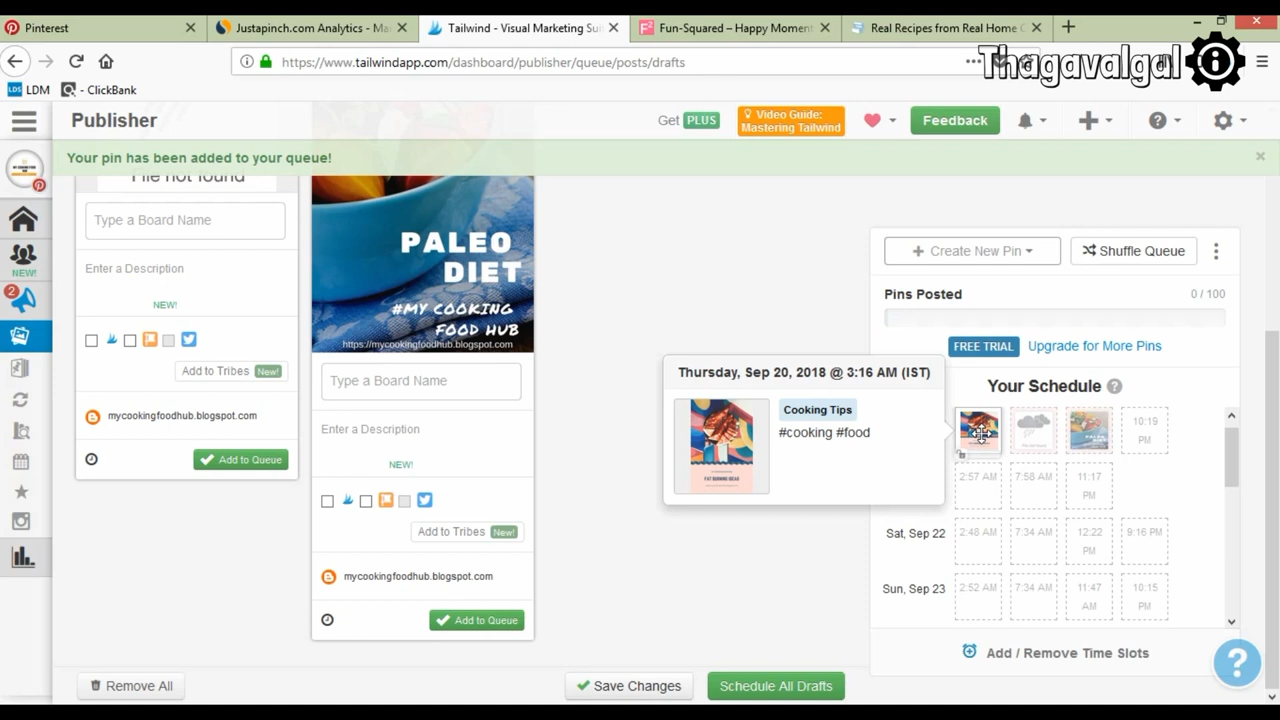 Pinterest
Justapinch.com Analytics - Ma
Tailwind - Visual Marketing Sui
Fun-Squared – Happy Moment
Real Recipes from Real Home C
https://www.tailwindapp.com/dashboard/publisher/queue/posts/drafts
Thagavalgal
LDS LDM
- ClickBank
Publisher
Get PLUS
Video Guide:
Mastering Tailwind
Feedback
Your pin has been added to your queue!
File not found
Type a Board Name
Enter a Description
NEW!
Add to Tribes New!
mycookingfoodhub.blogspot.com
Add to Queue
PALEO
DIET
#MY COOKING
FOOD HUB
https://mycookingfoodhub.blogspot.com
Type a Board Name
Enter a Description
NEW!
Add to Tribes New!
mycookingfoodhub.blogspot.com
Add to Queue
NEW!
2
Create New Pin
Shuffle Queue
Pins Posted
0 / 100
FREE TRIAL
Upgrade for More Pins
Thursday, Sep 20, 2018 @ 3:16 AM (IST)
Cooking Tips
#cooking #food
FAT BURNING IDEAS
Your Schedule
10:19
PM
2:57 AM 7:58 AM 11:17
PM
Sat, Sep 22 2:48 AM 7:34 AM 12:22
PM 9:16 PM
Sun, Sep 23 2:52 AM 7:34 AM 11:47
AM 10:15
PM
Add / Remove Time Slots
Remove All
Save Changes
Schedule All Drafts